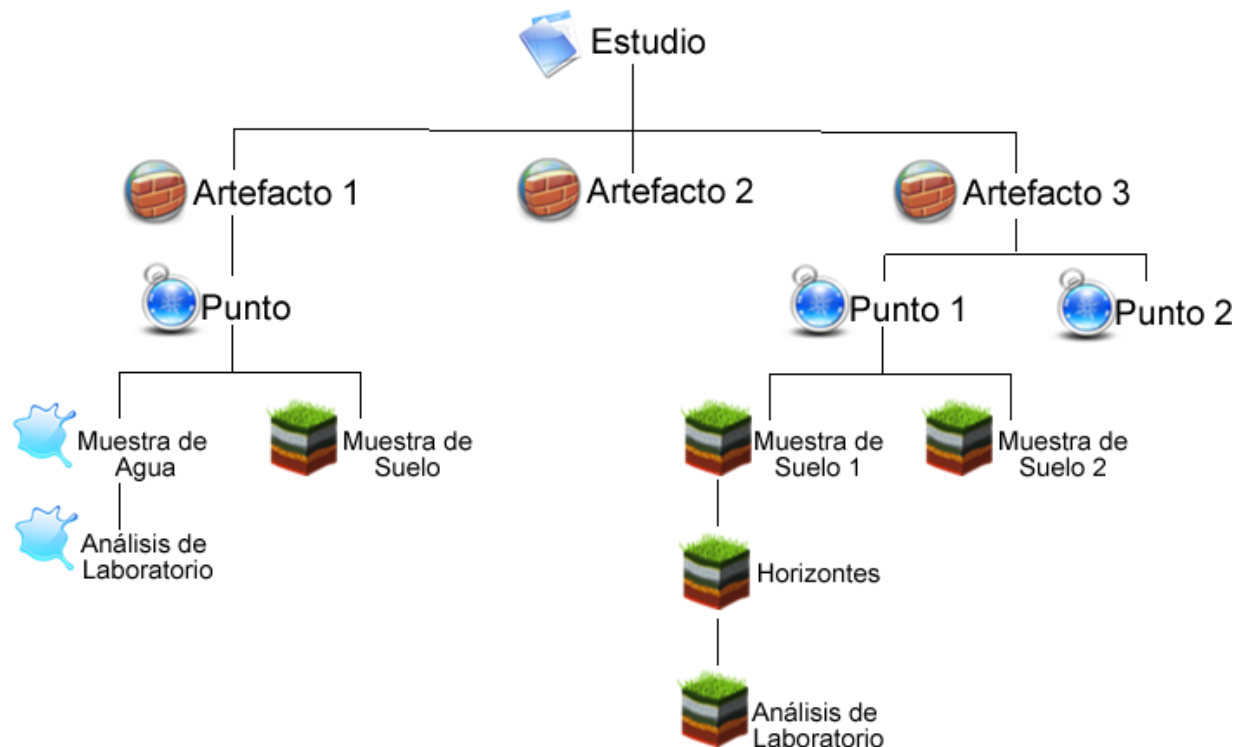 Estudio
Artefacto 1
Artefacto 2
Artefacto 3
Punto
Punto 1
Punto 2
Muestra de
Agua
Muestra de
Suelo
Muestra de
Suelo 1
Muestra de
Suelo 2
Análisis de
Laboratorio
Horizontes
Análisis de
Laboratorio